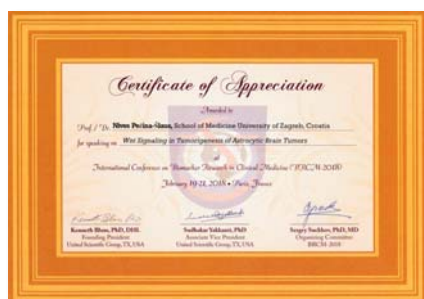 Certificate of Appreciation
Awarded to
Prof. / Dr. Nives Pećina-Šlaus, School of Medicine University of Zagreb, Croatia
for speaking on Wnt Signaling in Tumorigenesis of Astrocytic Brain Tumors
International Conference on Biomarker Research in Clinical Medicine (BRCM-2018)
February 19-21, 2018 • Paris, France
Kenneth Blum, PhD, DHL
Founding President
United Scientific Group, TX, USA
Sudhakar Yakkanti, PhD
Associate Vice President
United Scientific Group, TX, USA
Sergey Suchkov, PhD, MD
Organizing Committee
BRCM-2018